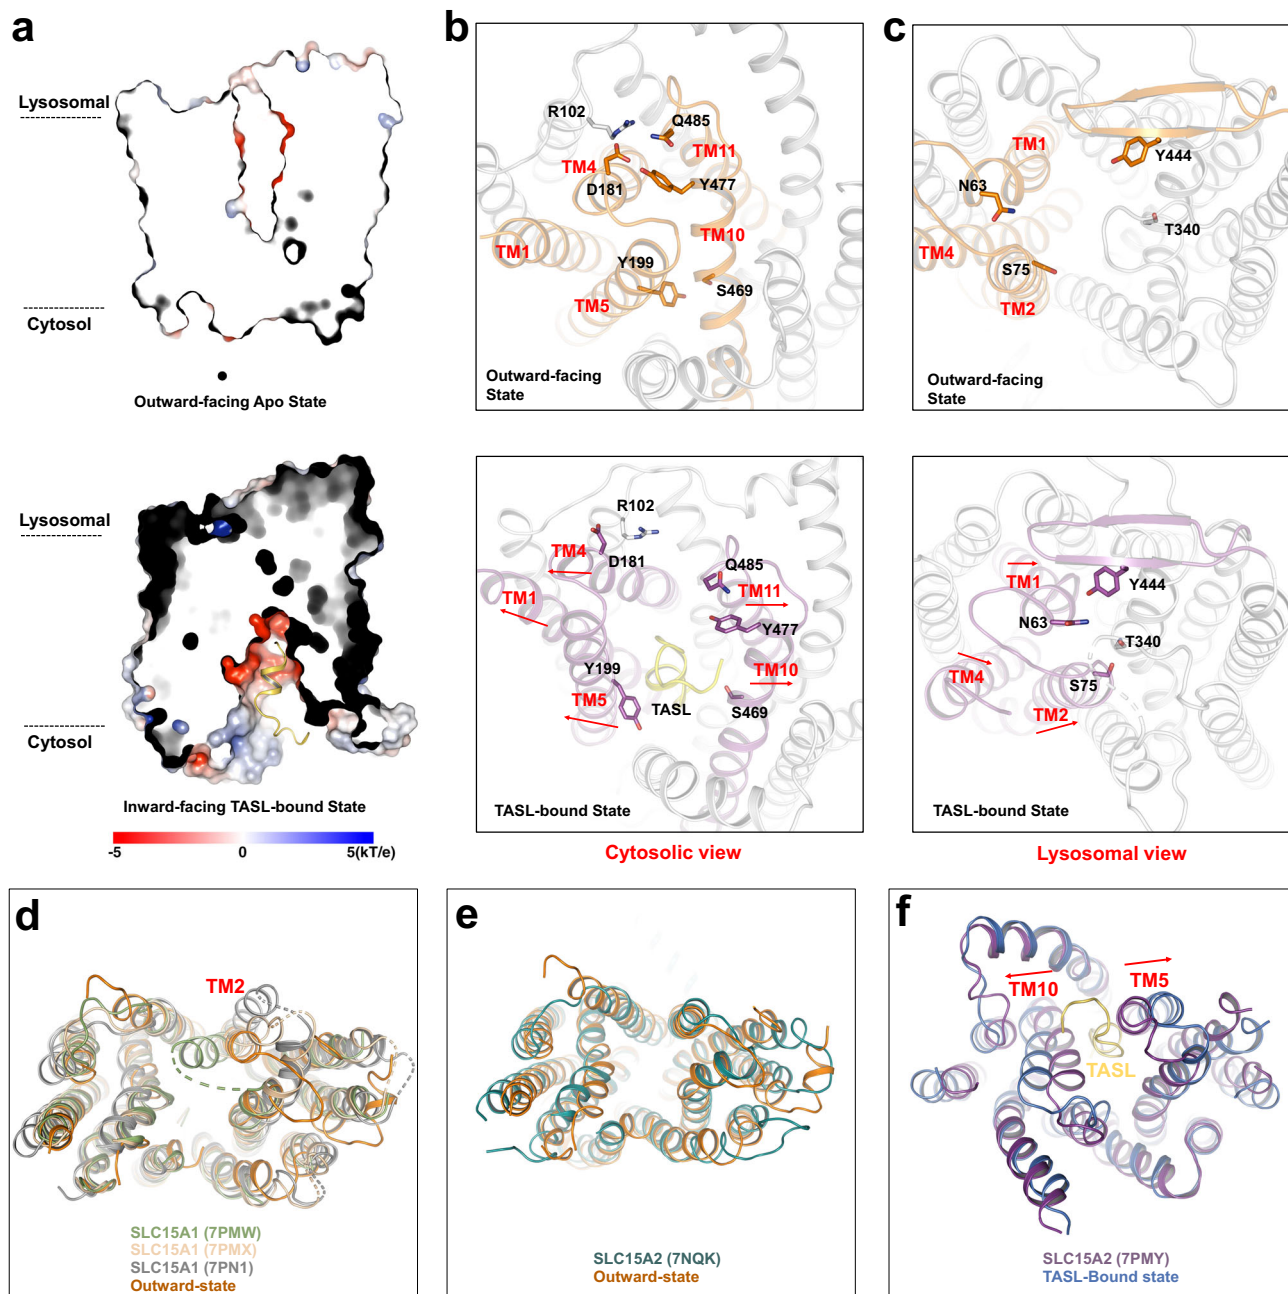 a
Lysosomal
Cytosol
Outward-facing Apo State
Lysosomal
Cytosol
Inward-facing TASL-bound State
-5 0 5(kT/e)
b
R102
Q485
TM4
TM11
D181
Y477
TM1
TM10
Y199
S469
TM5
Outward-facing
State
R102
TM4
D181
Q485
TM1
TM11
Y477
Y199
TM10
TM5
TASL
S469
TASL-bound State
Cytosolic view
c
TM1
Y444
N63
T340
TM4
S75
TM2
Outward-facing
State
TM1
Y444
N63
T340
TM4
S75
TM2
TASL-bound State
Lysosomal view
d
TM2
SLC15A1 (7PMW)
SLC15A1 (7PMX)
SLC15A1 (7PN1)
Outward-state
e
SLC15A2 (7NQK)
Outward-state
f
TM10
TM5
TASL
SLC15A2 (7PMY)
TASL-Bound state